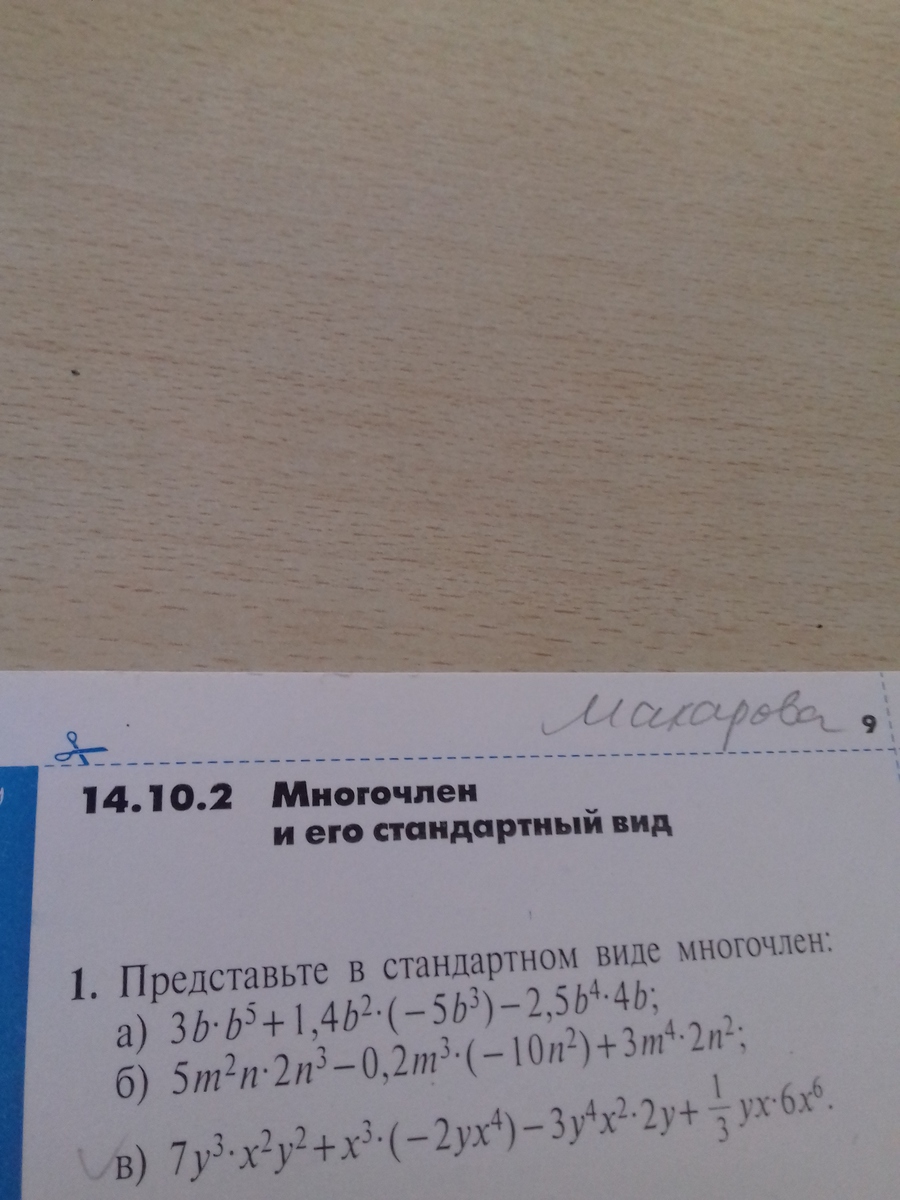 Макарова 9
14.10.2 Многочлен
и его стандартный вид
1. Представьте в стандартном виде многочлен:
а) 3b·b⁵+1,4b²·(−5b³)−2,5b⁴·4b;
б) 5m²n·2n³−0,2m³·(−10n²)+3m⁴·2n²;
в) 7y³·x²y²+x³·(−2yx⁴)−3y⁴x²·2y+1/3 yx·6x⁶.